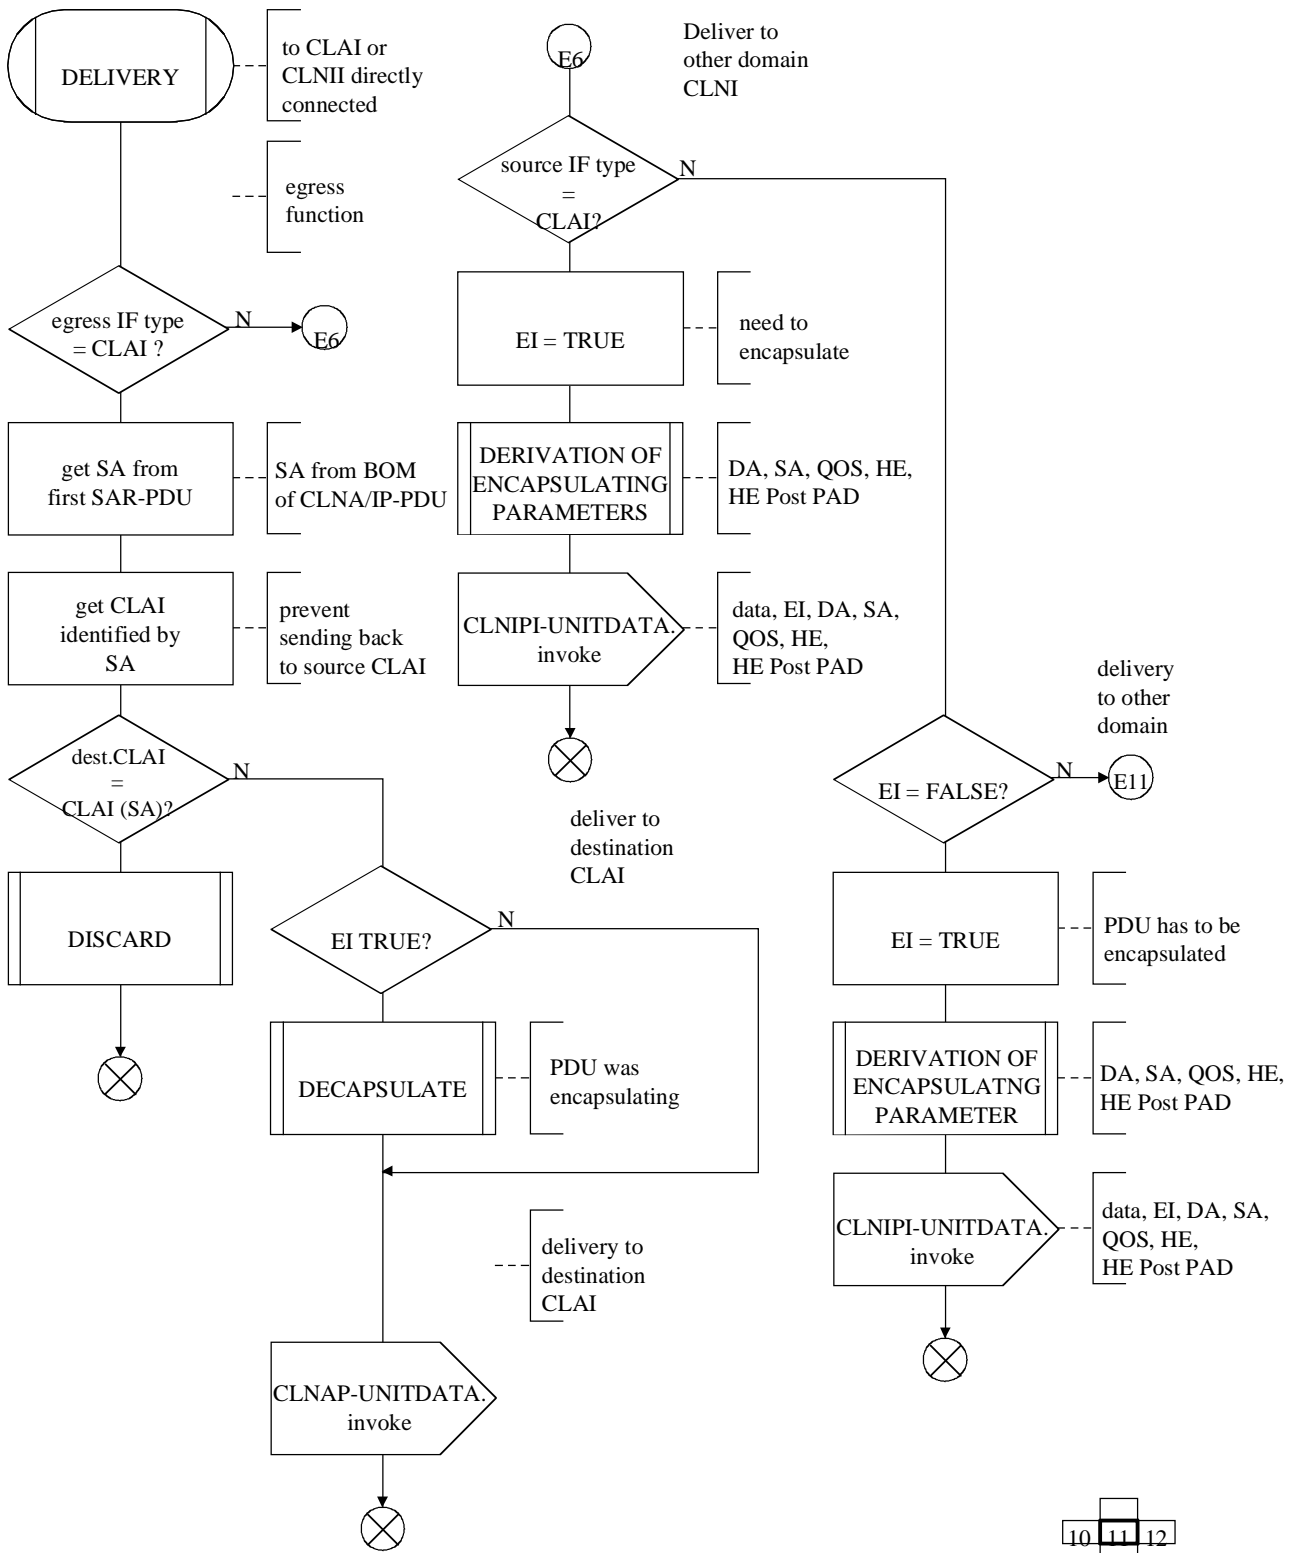 DELIVERY
to CLAI or
CLNII directly
connected
egress
function
egress IF type
= CLAI ?
N
E6
get SA from
first SAR-PDU
SA from BOM
of CLNA/IP-PDU
get CLAI
identified by
SA
prevent
sending back
to source CLAI
dest.CLAI
=
CLAI (SA)?
N
DISCARD
EI TRUE?
N
DECAPSULATE
PDU was
encapsulating
delivery to
destination
CLAI
CLNAP-UNITDATA.
invoke
E6
Deliver to
other domain
CLNI
source IF type
=
CLAI?
N
EI = TRUE
need to
encapsulate
DERIVATION OF
ENCAPSULATING
PARAMETERS
DA, SA, QOS, HE,
HE Post PAD
CLNIPI-UNITDATA.
invoke
data, EI, DA, SA,
QOS, HE,
HE Post PAD
deliver to
destination
CLAI
delivery
to other
domain
EI = FALSE?
N
E11
EI = TRUE
PDU has to be
encapsulated
DERIVATION OF
ENCAPSULATNG
PARAMETER
DA, SA, QOS, HE,
HE Post PAD
CLNIPI-UNITDATA.
invoke
data, EI, DA, SA,
QOS, HE,
HE Post PAD
10 11 12